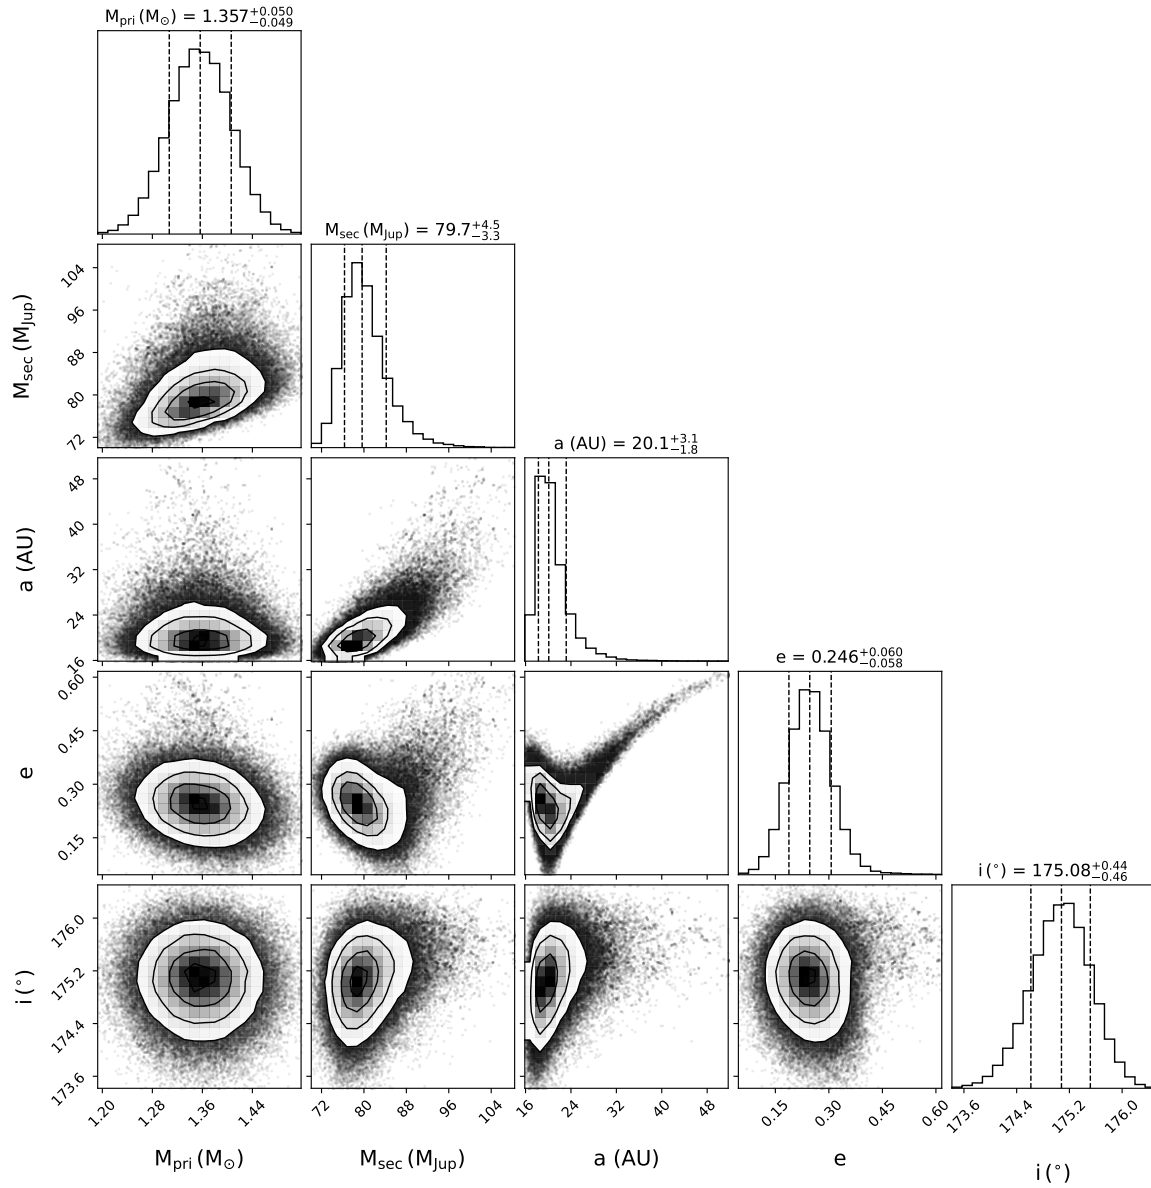 M_pri (M_⊙) = 1.357 +0.050 −0.049
M_sec (M_Jup) = 79.7 +4.5 −3.3
104
96
88
80
72
M_sec (M_Jup)
a (AU) = 20.1 +3.1 −1.8
48
40
32
24
16
a (AU)
e = 0.246 +0.060 −0.058
0.60
0.45
0.30
0.15
e
i (°) = 175.08 +0.44 −0.46
176.0
175.2
174.4
173.6
i (°)
1.20 1.28 1.36 1.44
72 80 88 96 104
16 24 32 40 48
0.15 0.30 0.45 0.60
173.6 174.4 175.2 176.0
M_pri (M_⊙) M_sec (M_Jup) a (AU) e i (°)